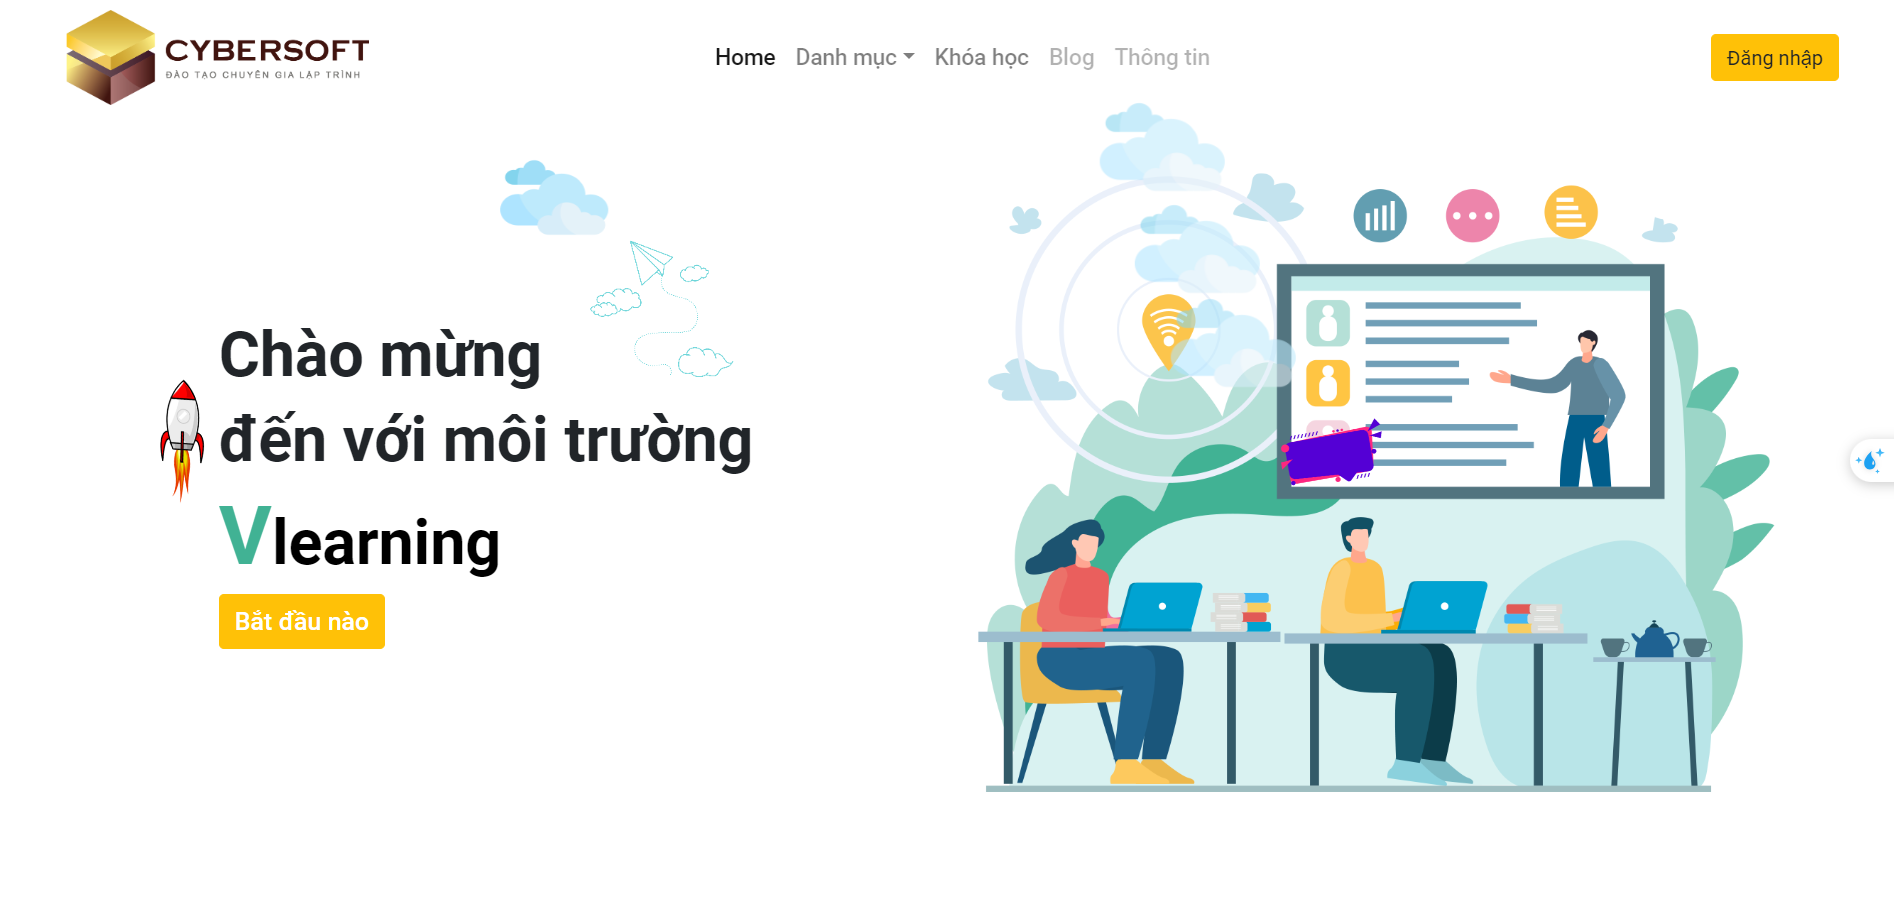 CYBERSOFT
ĐÀO TẠO CHUYÊN GIA LẬP TRÌNH
Home Danh mục Khóa học Blog Thông tin
Đăng nhập
Chào mừng
đến với môi trường
Vlearning
Bắt đầu nào